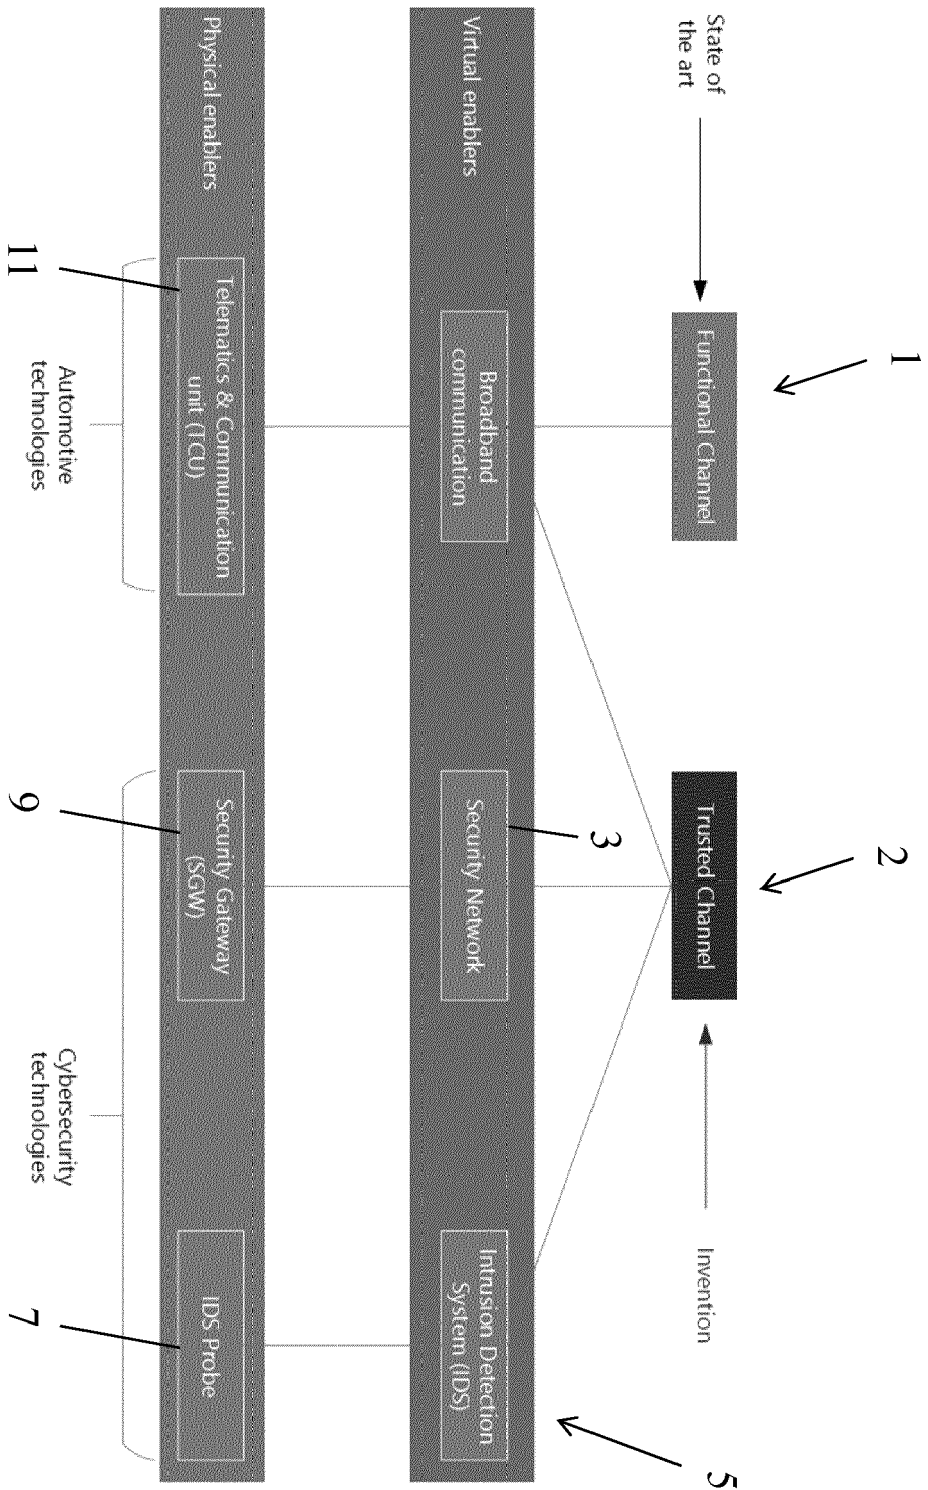 1
2
State of
the art
Functional Channel
Trusted Channel
Invention
3
5
Virtual enablers
Broadband
communication
Security Network
Intrusion Detection
System (IDS)
Physical enablers
Telematics & Communication
unit (TCU)
Security Gateway
(SGW)
IDS Probe
11
9
7
Automotive
technologies
Cybersecurity
technologies